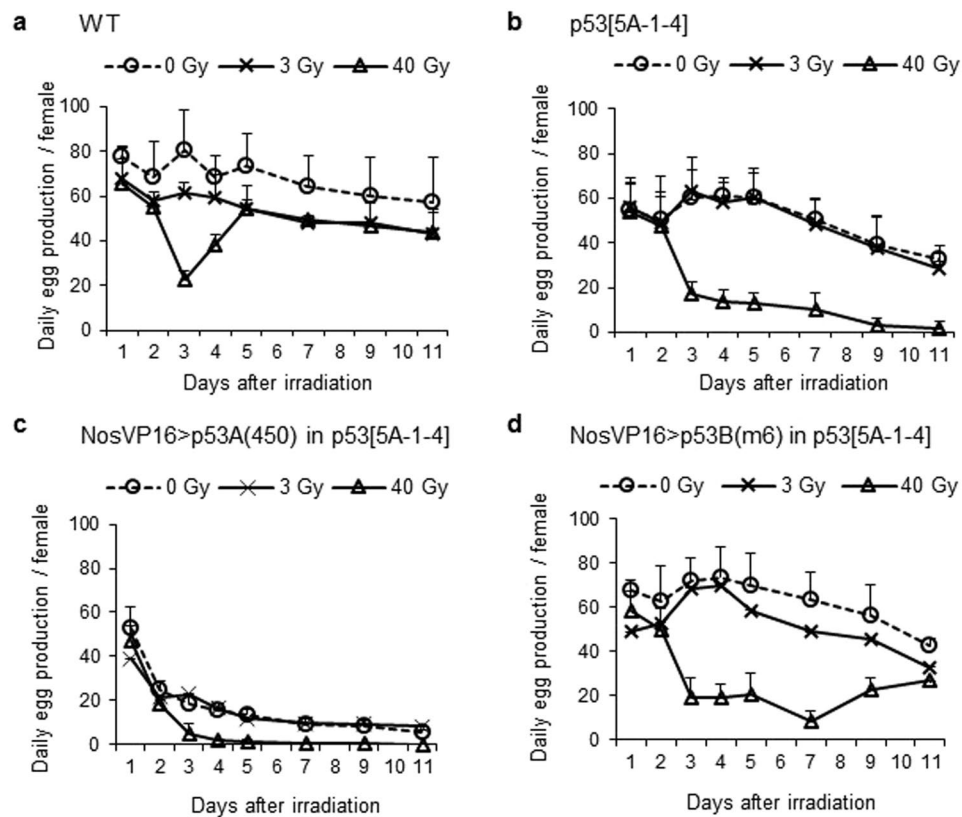 a WT
0 Gy 3 Gy 40 Gy
Daily egg production / female
100
80
60
40
20
0
1 2 3 4 5 6 7 8 9 10 11
Days after irradiation
b p53[5A-1-4]
0 Gy 3 Gy 40 Gy
Daily egg production / female
100
80
60
40
20
0
1 2 3 4 5 6 7 8 9 10 11
Days after irradiation
c NosVP16>p53A(450) in p53[5A-1-4]
0 Gy 3 Gy 40 Gy
Daily egg production / female
100
80
60
40
20
0
1 2 3 4 5 6 7 8 9 10 11
Days after irradiation
d NosVP16>p53B(m6) in p53[5A-1-4]
0 Gy 3 Gy 40 Gy
Daily egg production / female
100
80
60
40
20
0
1 2 3 4 5 6 7 8 9 10 11
Days after irradiation